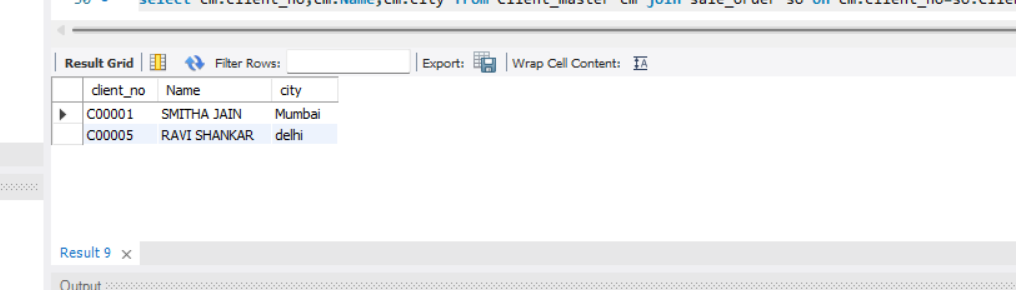 select cm.client_no,cm.Name,cm.city from client_master cm join sale_order so on cm.client_no=so.
Result Grid Filter Rows: Export: Wrap Cell Content: IA
client_no Name city
C00001 SMITHA JAIN Mumbai
C00005 RAVI SHANKAR delhi
Result 9 ×
Output